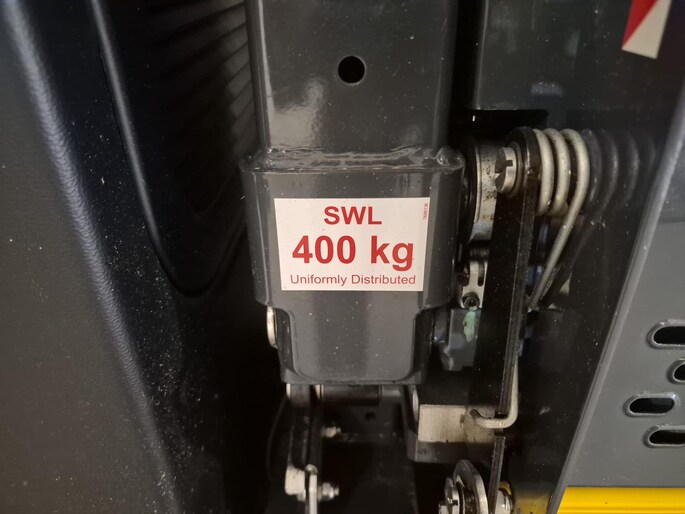 SWL
400 kg
Uniformly Distributed